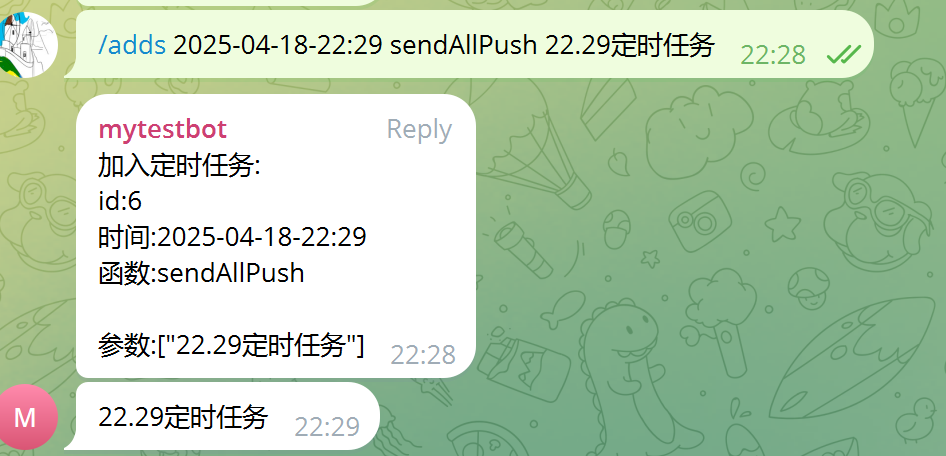 /adds 2025-04-18-22:29 sendAllPush 22.29定时任务 22:28
mytestbot Reply
加入定时任务:
id:6
时间:2025-04-18-22:29
函数:sendAllPush
参数:["22.29定时任务"] 22:28
M
22.29定时任务 22:29